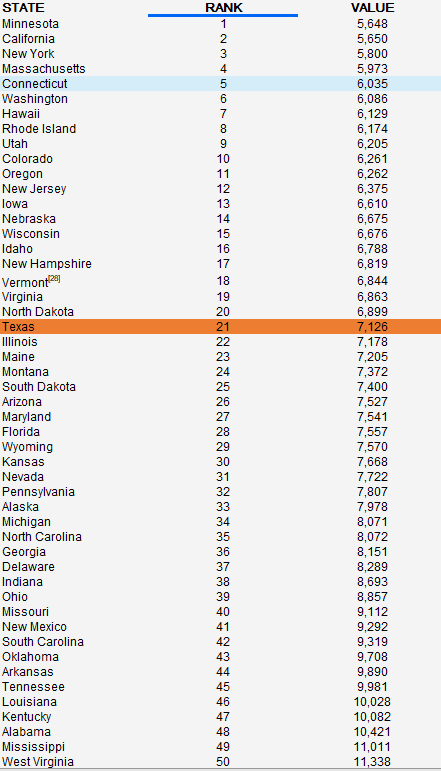 STATE RANK VALUE
Minnesota 1 5,648
California 2 5,650
New York 3 5,800
Massachusetts 4 5,973
Connecticut 5 6,035
Washington 6 6,086
Hawaii 7 6,129
Rhode Island 8 6,174
Utah 9 6,205
Colorado 10 6,261
Oregon 11 6,262
New Jersey 12 6,375
Iowa 13 6,610
Nebraska 14 6,675
Wisconsin 15 6,676
Idaho 16 6,788
New Hampshire 17 6,819
Vermont[28] 18 6,844
Virginia 19 6,863
North Dakota 20 6,899
Texas 21 7,126
Illinois 22 7,178
Maine 23 7,205
Montana 24 7,372
South Dakota 25 7,400
Arizona 26 7,527
Maryland 27 7,541
Florida 28 7,557
Wyoming 29 7,570
Kansas 30 7,668
Nevada 31 7,722
Pennsylvania 32 7,807
Alaska 33 7,978
Michigan 34 8,071
North Carolina 35 8,072
Georgia 36 8,151
Delaware 37 8,289
Indiana 38 8,693
Ohio 39 8,857
Missouri 40 9,112
New Mexico 41 9,292
South Carolina 42 9,319
Oklahoma 43 9,708
Arkansas 44 9,890
Tennessee 45 9,981
Louisiana 46 10,028
Kentucky 47 10,082
Alabama 48 10,421
Mississippi 49 11,011
West Virginia 50 11,338